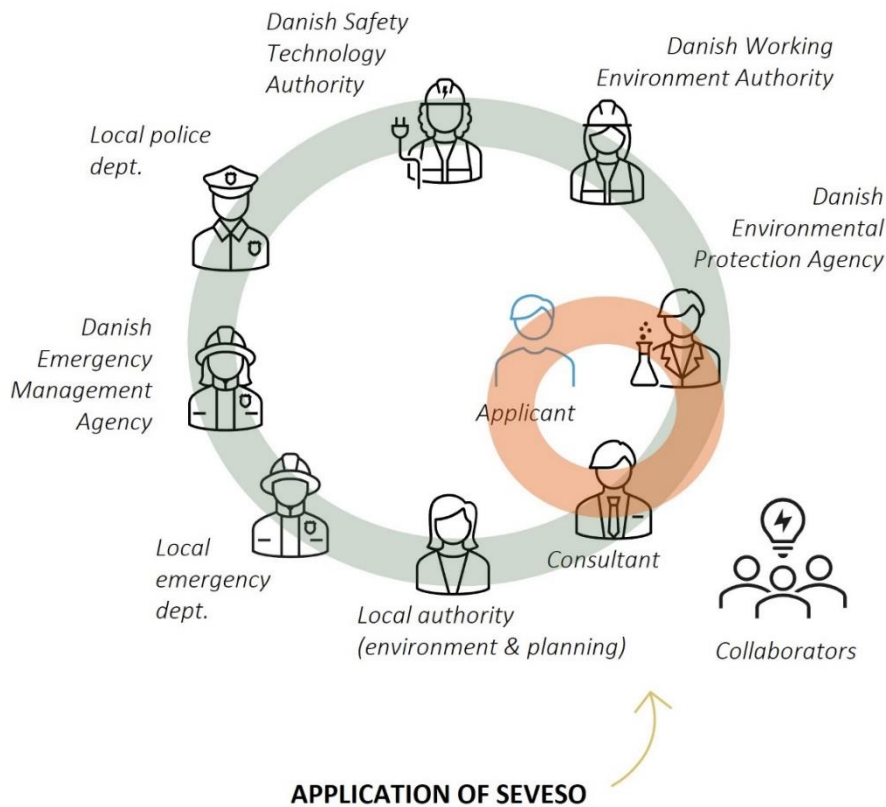 Danish Safety
Technology
Authority
Danish Working
Environment Authority
Local police
dept.
Danish
Environmental
Protection Agency
Danish
Emergency
Management
Agency
Applicant
Local
emergency
dept.
Consultant
Local authority
(environment & planning)
Collaborators
APPLICATION OF SEVESO